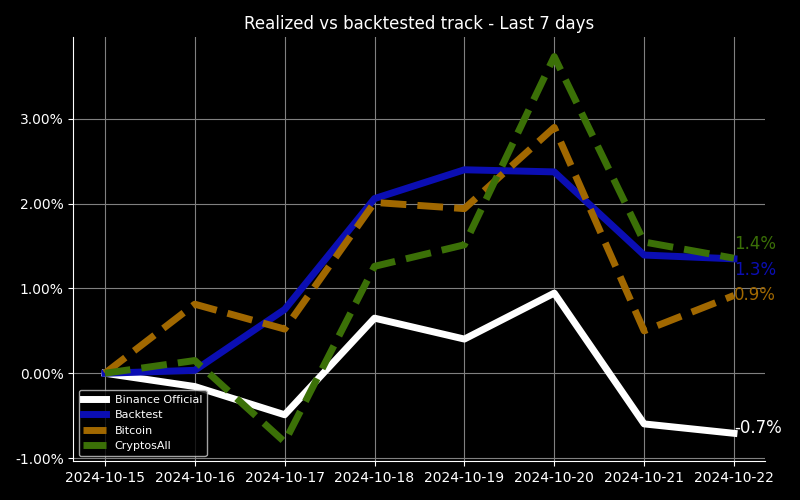 Realized vs backtested track - Last 7 days
3.00%
2.00%
1.00%
0.00%
-1.00%
1.4%
1.3%
0.9%
-0.7%
Binance Official
Backtest
Bitcoin
CryptosAll
2024-10-15 2024-10-16 2024-10-17 2024-10-18 2024-10-19 2024-10-20 2024-10-21 2024-10-22